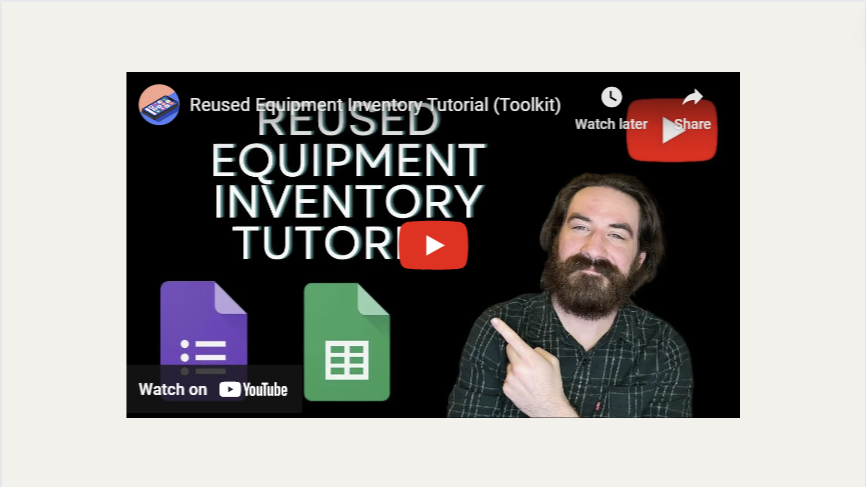 Reused Equipment Inventory Tutorial (Toolkit)
Watch later
Share
REUSED
EQUIPMENT
INVENTORY
Watch on YouTube